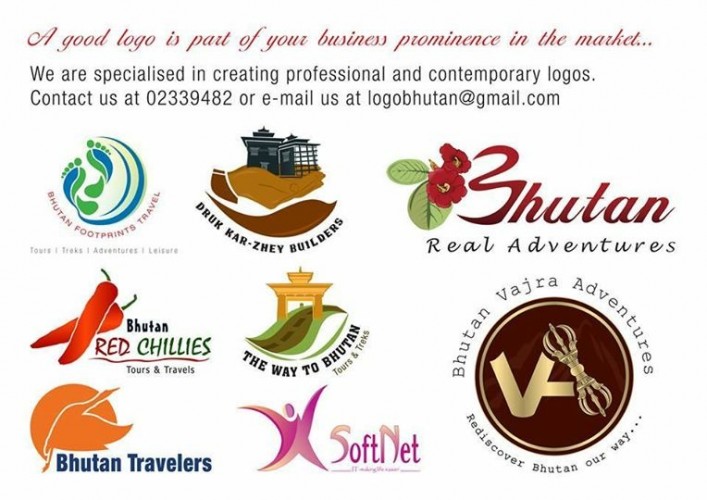 A good logo is part of your business prominence in the market...
We are specialised in creating professional and contemporary logos.
Contact us at 02339482 or e-mail us at logobhutan@gmail.com
BHUTAN FOOTPRINTS TRAVEL
Tours | Treks | Adventures | Leisure
DRUK KAR-ZHEY BUILDERS
Bhutan
Real Adventures
Bhutan
RED CHILLIES
Tours & Travels
THE WAY TO BHUTAN
Tours & Treks
Bhutan Vajra Adventures
VA
Rediscover Bhutan our way...
Bhutan Travelers
SoftNet